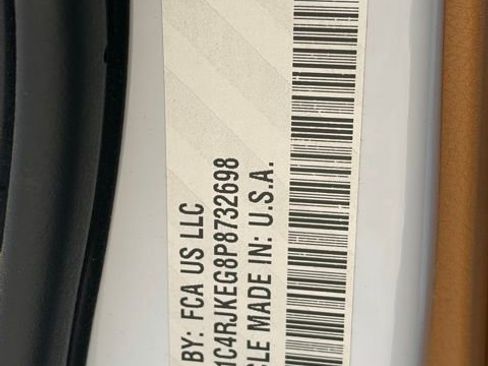 BY: FCA US LLC
1C4RJKEG8P8732698
CLE MADE IN: U.S.A.